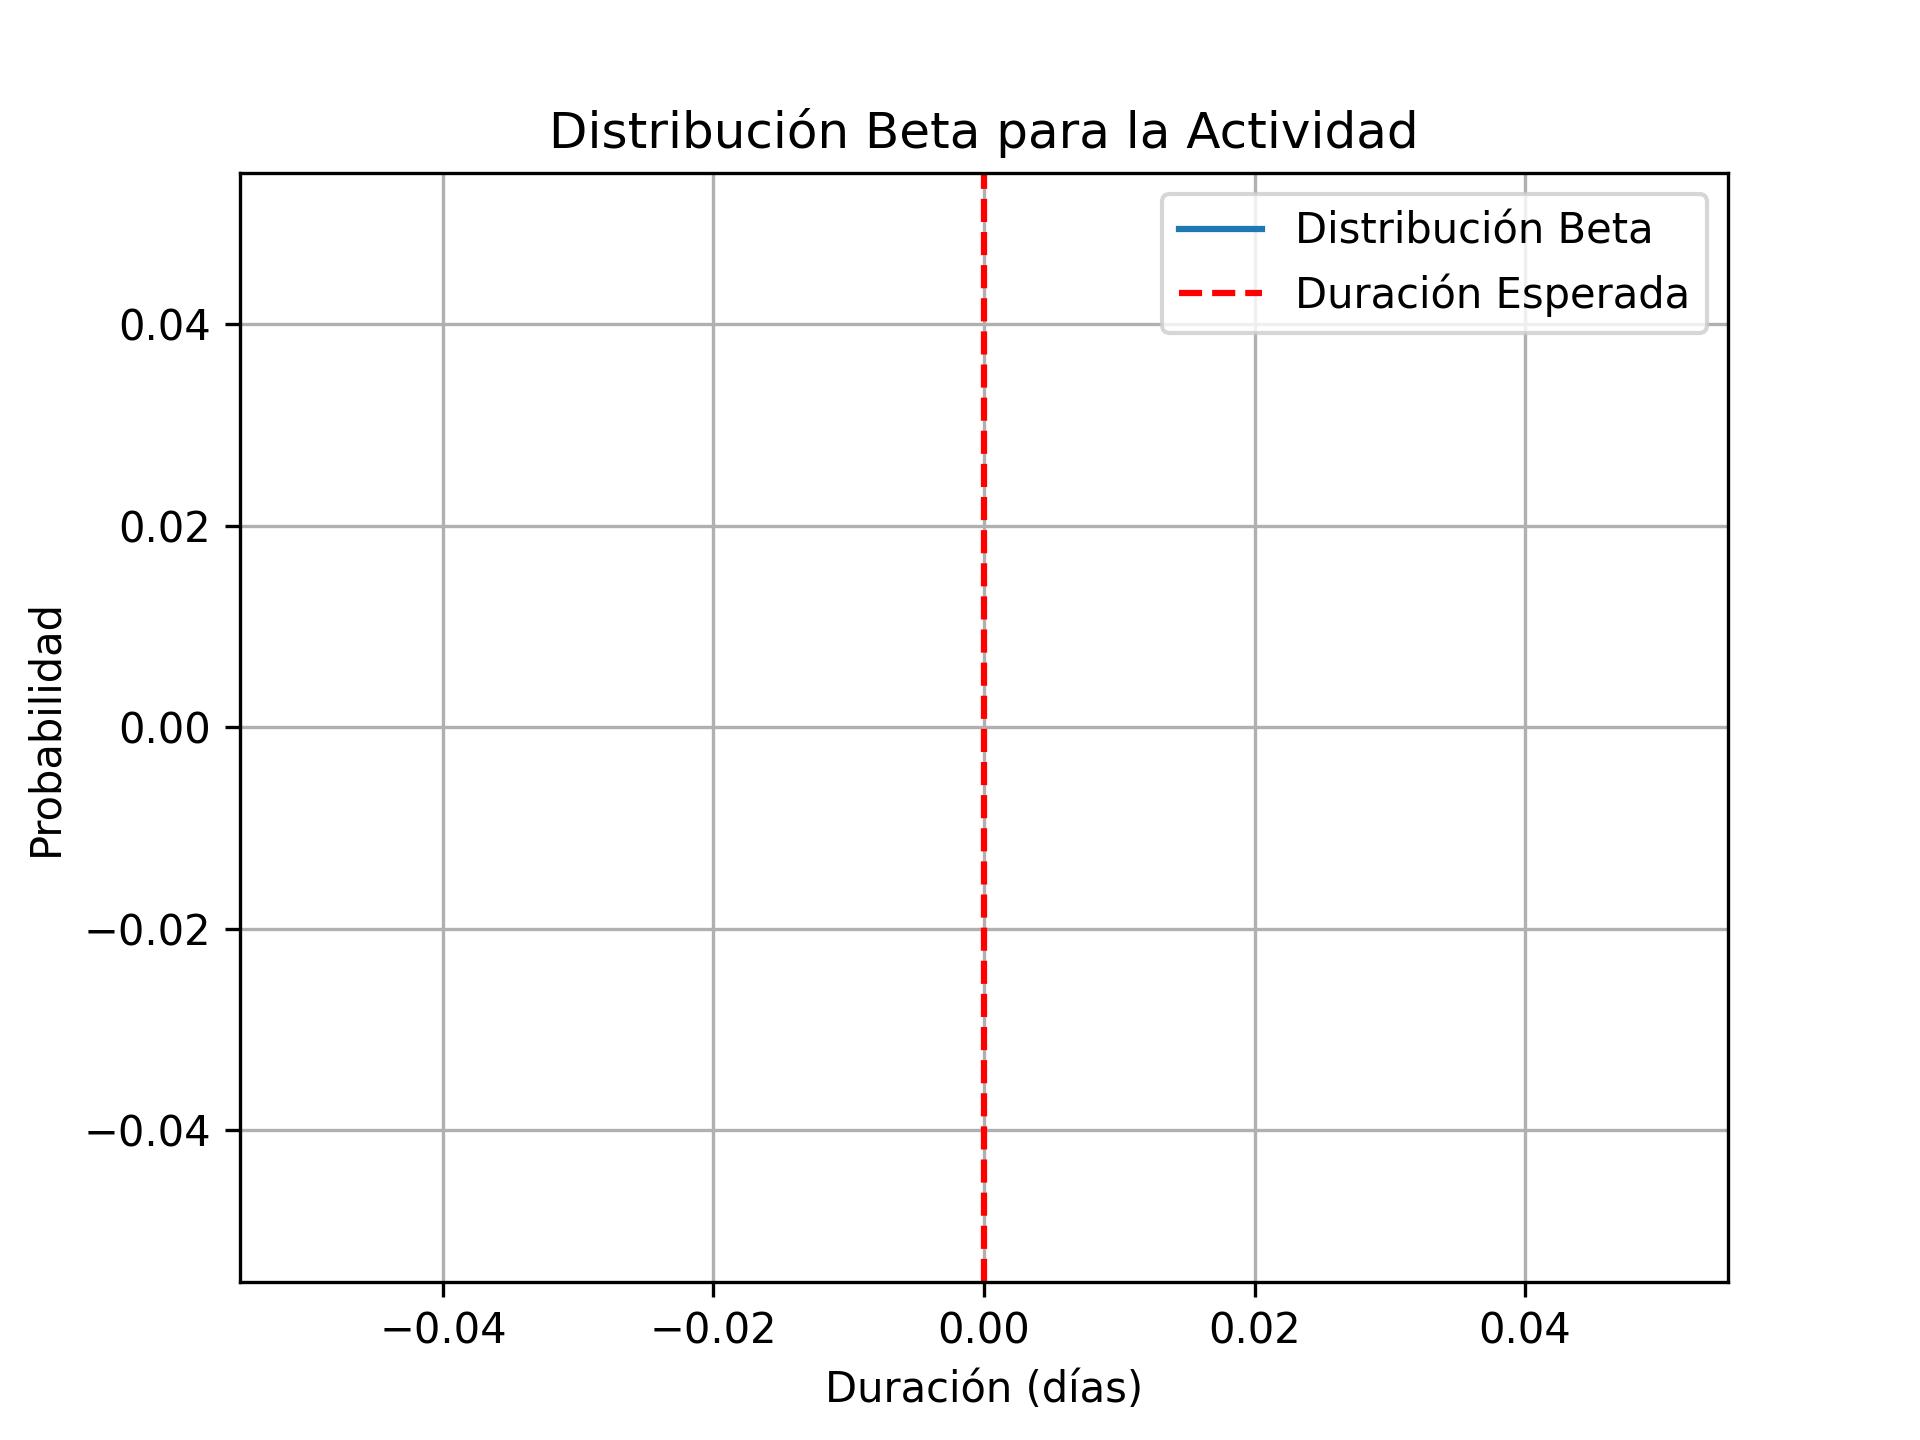 Distribución Beta para la Actividad
Distribución Beta
Duración Esperada
0.04
0.02
0.00
−0.02
−0.04
Probabilidad
−0.04
−0.02
0.00
0.02
0.04
Duración (días)